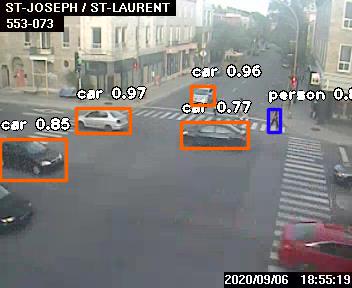 ST-JOSEPH / ST-LAURENT
553-073
car 0.96
car 0.97
car 0.77
person 0.8
car 0.85
2020/09/06 18:55:19